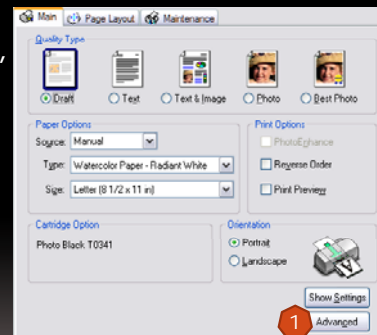 Main Page Layout Maintenance
Quality Type
Draft Text Text & Image Photo Best Photo
Paper Options Print Options
Source: Manual PhotoEnhance
Type: Watercolor Paper - Radiant White Reverse Order
Size: Letter (8 1/2 x 11 in) Print Preview
Cartridge Option Orientation
Photo Black T0341 Portrait
Landscape
Show Settings
1 Advanced